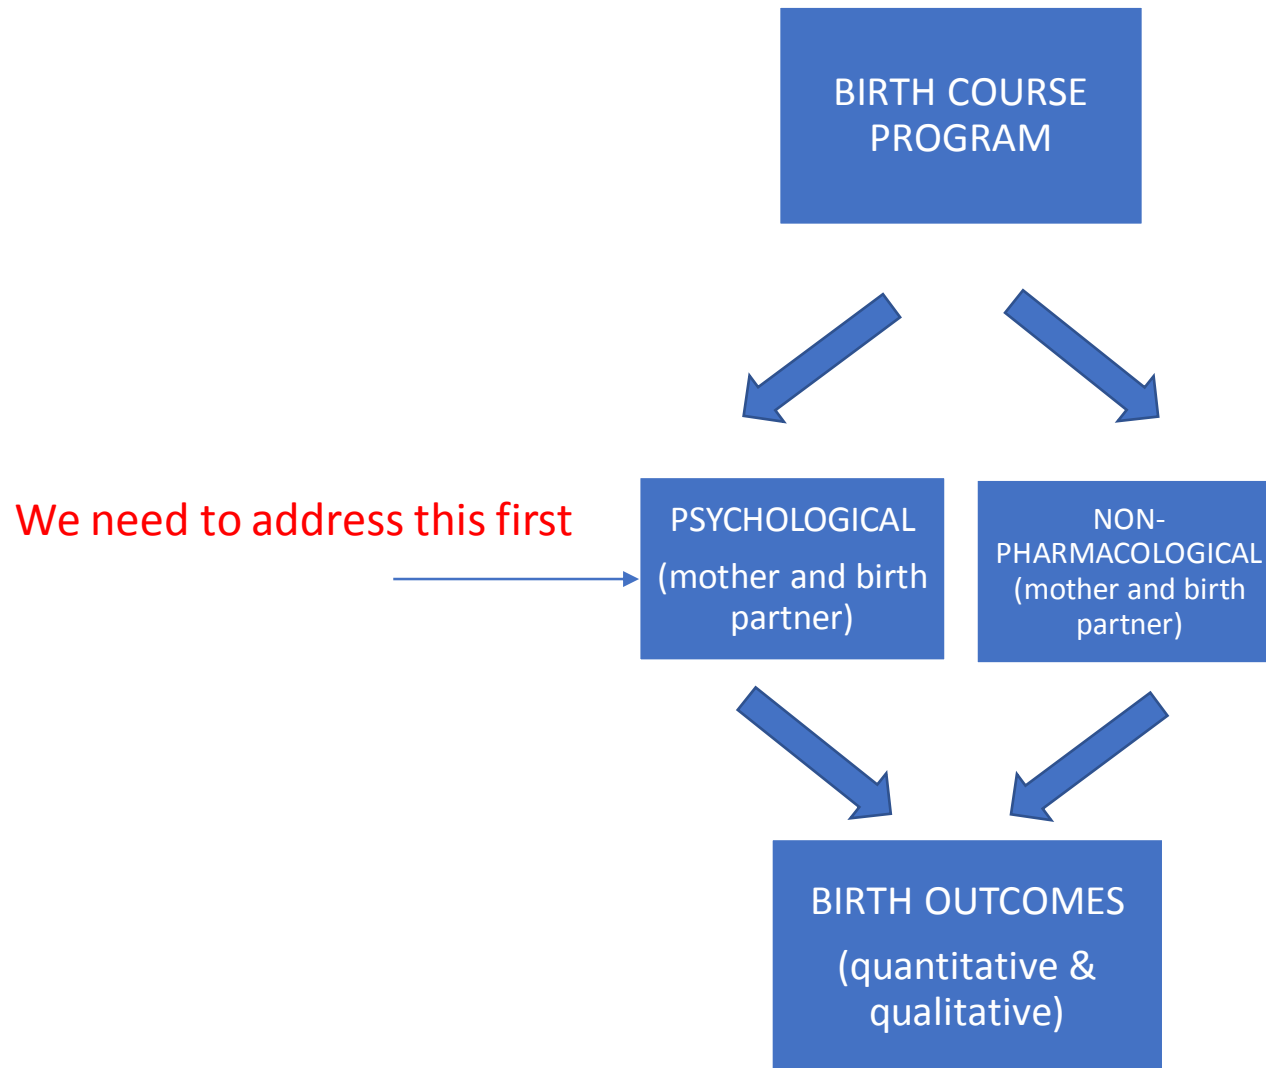 BIRTH COURSE
PROGRAM
We need to address this first
PSYCHOLOGICAL
(mother and birth
partner)
NON-
PHARMACOLOGICAL
(mother and birth
partner)
BIRTH OUTCOMES
(quantitative &
qualitative)